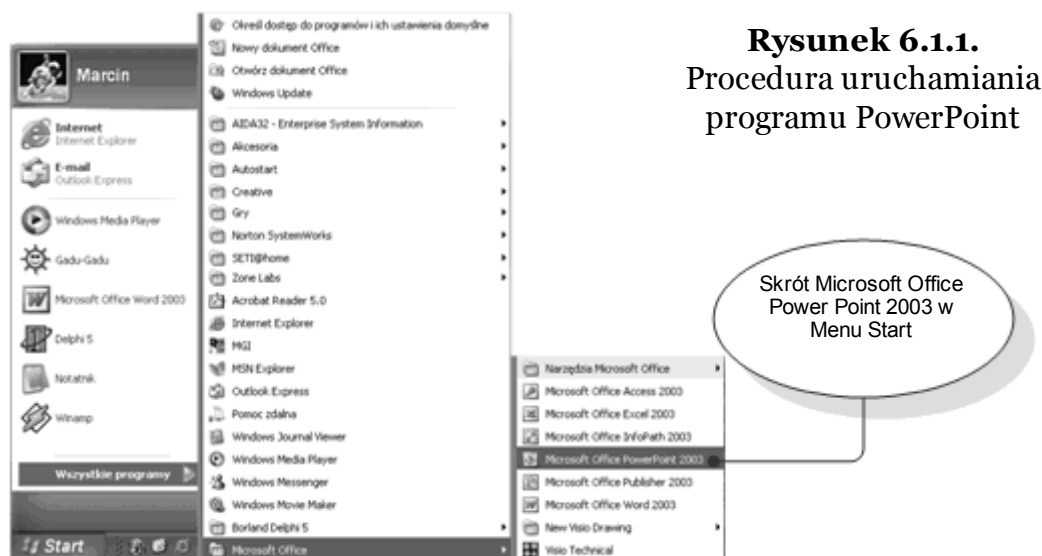 Rysunek 6.1.1.
Procedura uruchamiania
programu PowerPoint
Marcin
Internet
Internet Explorer
E-mail
Outlook Express
Windows Media Player
Gadu-Gadu
Microsoft Office Word 2003
Delphi 5
Notatnik
Winamp
Wszystkie programy
Start
Określ dostęp do programów i ich ustawienia domyślne
Nowy dokument Office
Otwórz dokument Office
Windows Update
AIDA32 - Enterprise System Information
Akcesoria
Autostart
Creative
Gry
Norton SystemWorks
SETI@home
Zone Labs
Acrobat Reader 5.0
Internet Explorer
MGI
MSN Explorer
Outlook Express
Pomoc zdalna
Windows Journal Viewer
Windows Media Player
Windows Messenger
Windows Movie Maker
Borland Delphi 5
Microsoft Office
Narzędzia Microsoft Office
Microsoft Office Access 2003
Microsoft Office Excel 2003
Microsoft Office InfoPath 2003
Microsoft Office PowerPoint 2003
Microsoft Office Publisher 2003
Microsoft Office Word 2003
New Visio Drawing
Visio Technical
Skrót Microsoft Office
Power Point 2003 w
Menu Start